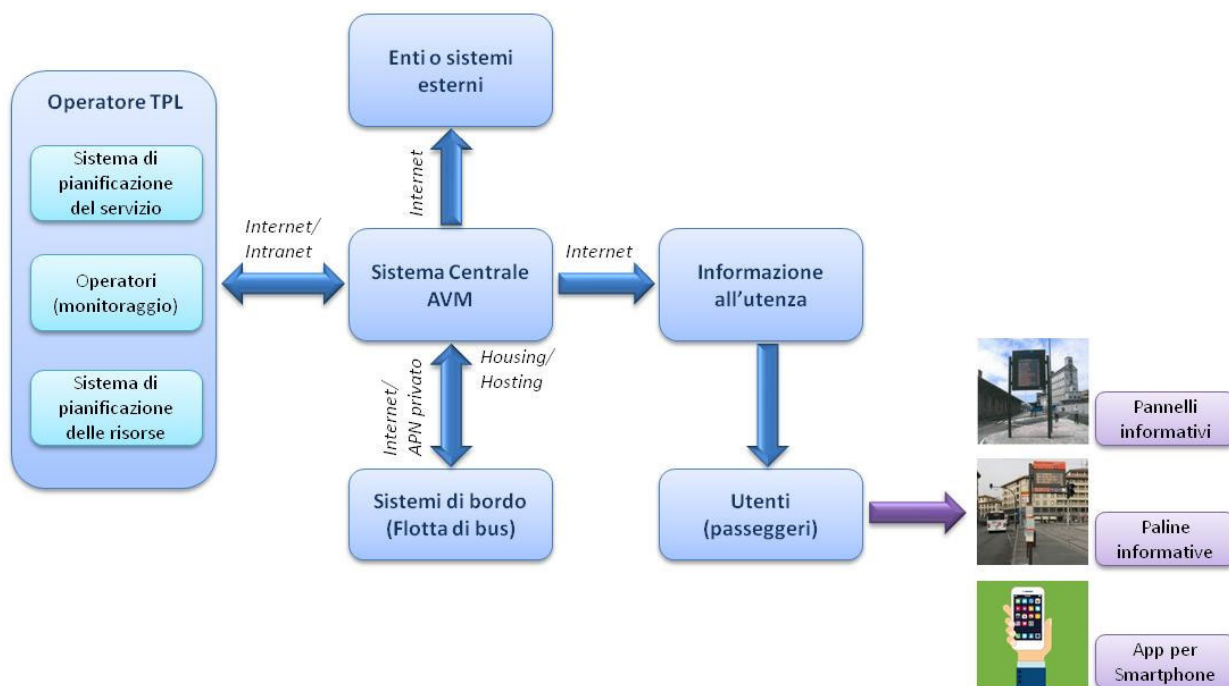 Enti o sistemi
esterni
Operatore TPL
Sistema di
pianificazione
del servizio
Operatori
(monitoraggio)
Sistema di
pianificazione
delle risorse
Internet/
Intranet
Internet
Sistema Centrale
AVM
Internet
Informazione
all'utenza
Internet/
APN privato
Housing/
Hosting
Sistemi di bordo
(Flotta di bus)
Utenti
(passeggeri)
Pannelli
informativi
Paline
informative
App per
Smartphone